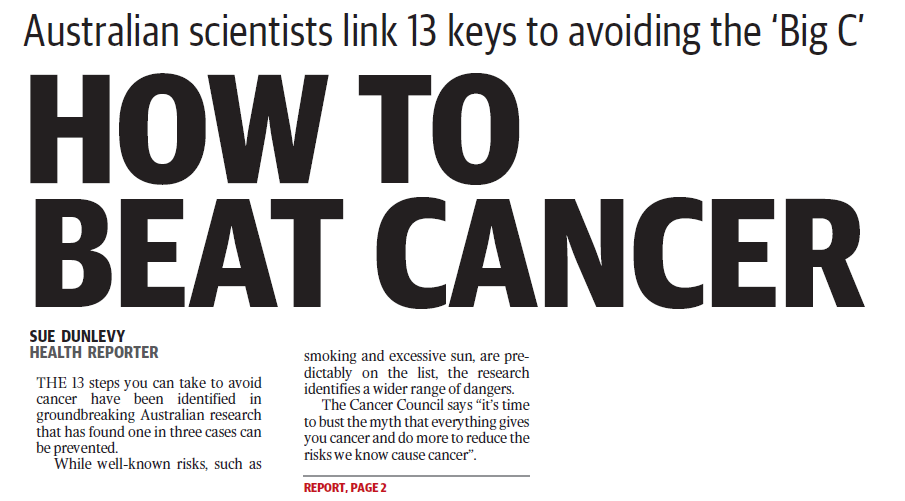 Australian scientists link 13 keys to avoiding the ‘Big C’
HOW TO
BEAT CANCER
SUE DUNLEVY
HEALTH REPORTER
THE 13 steps you can take to avoid
cancer have been identified in
groundbreaking Australian research
that has found one in three cases can
be prevented.
While well-known risks, such as
smoking and excessive sun, are pre-
dictably on the list, the research
identifies a wider range of dangers.
The Cancer Council says “it’s time
to bust the myth that everything gives
you cancer and do more to reduce the
risks we know cause cancer”.
REPORT, PAGE 2